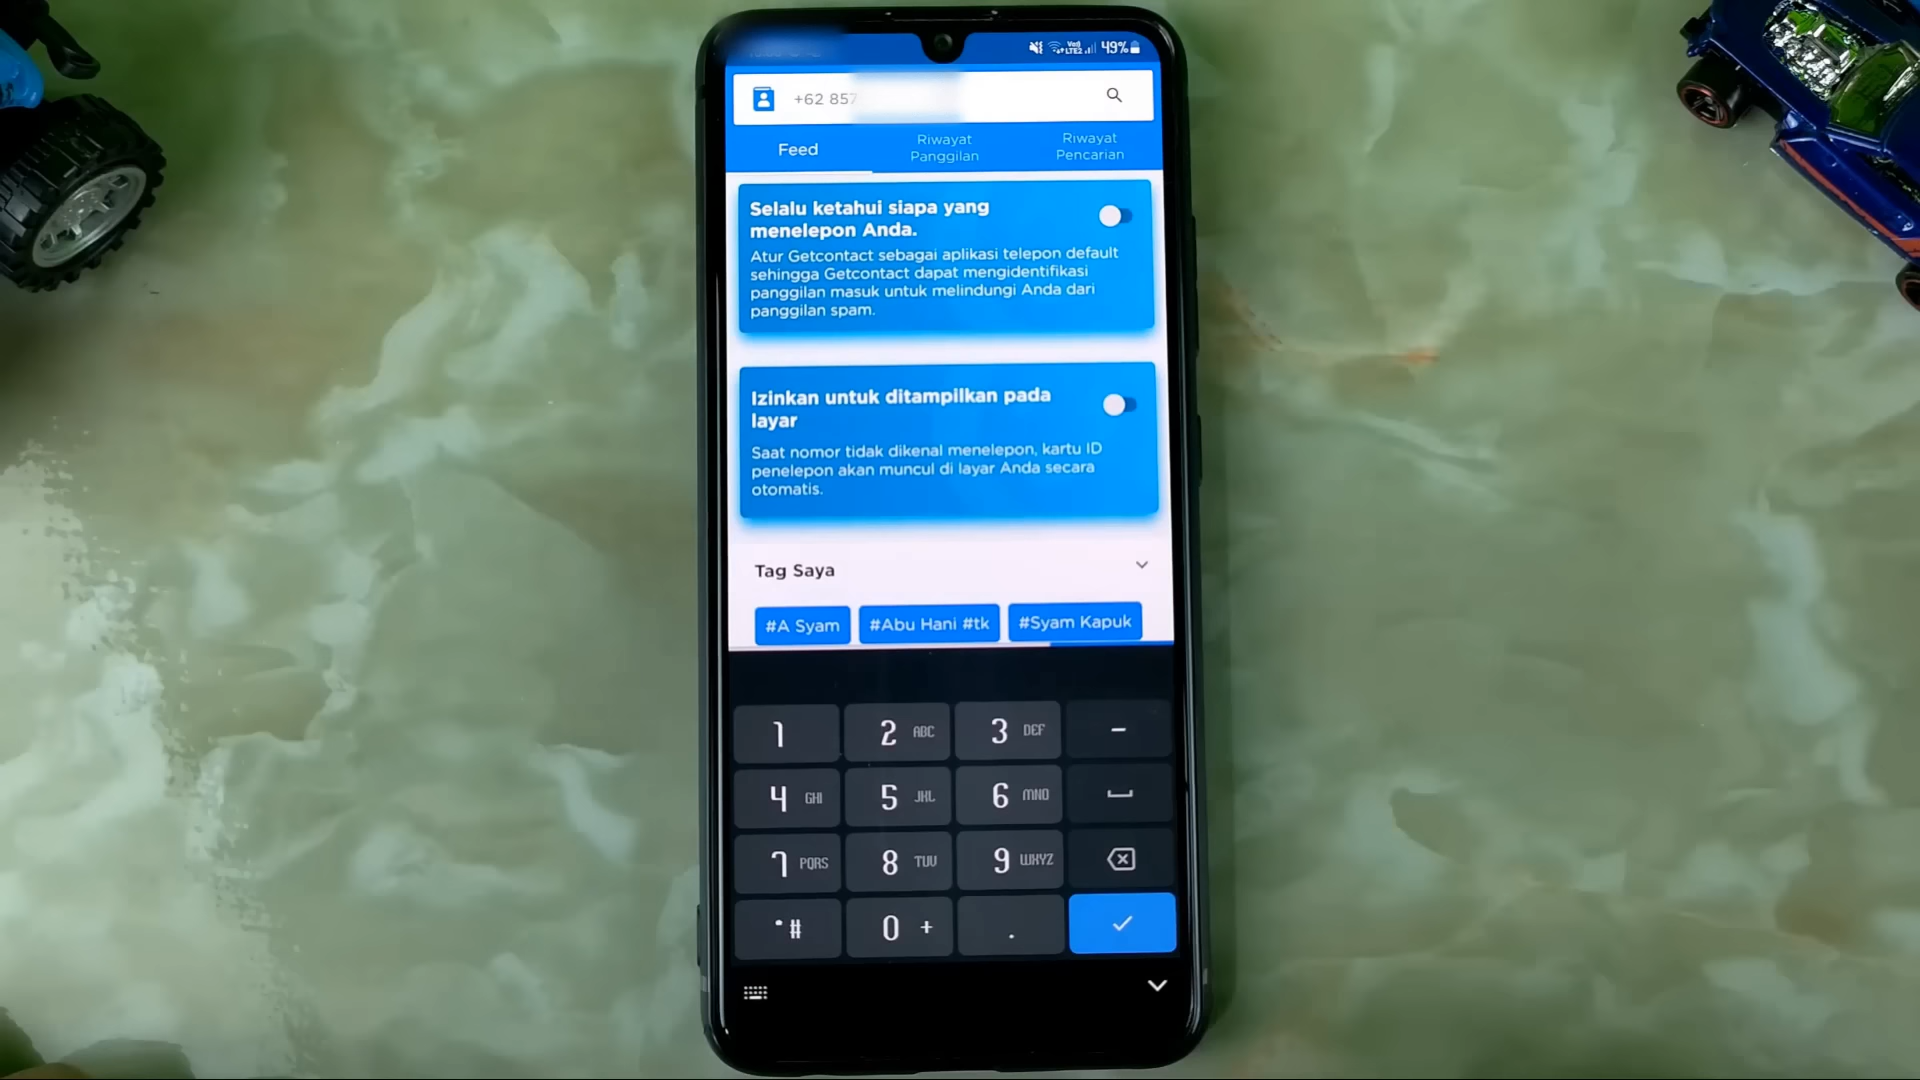 49%
+62 857
Feed
Riwayat
Panggilan
Riwayat
Pencarian
Selalu ketahui siapa yang
menelepon Anda.
Atur Getcontact sebagai aplikasi telepon default
sehingga Getcontact dapat mengidentifikasi
panggilan masuk untuk melindungi Anda dari
panggilan spam.
Izinkan untuk ditampilkan pada
layar
Saat nomor tidak dikenal menelepon, kartu ID
penelepon akan muncul di layar Anda secara
otomatis.
Tag Saya
#A Syam #Abu Hani #tk #Syam Kapuk
1 2 ABC 3 DEF -
4 GHI 5 JKL 6 MNO
7 PQRS 8 TUV 9 WXYZ
*# 0 + .